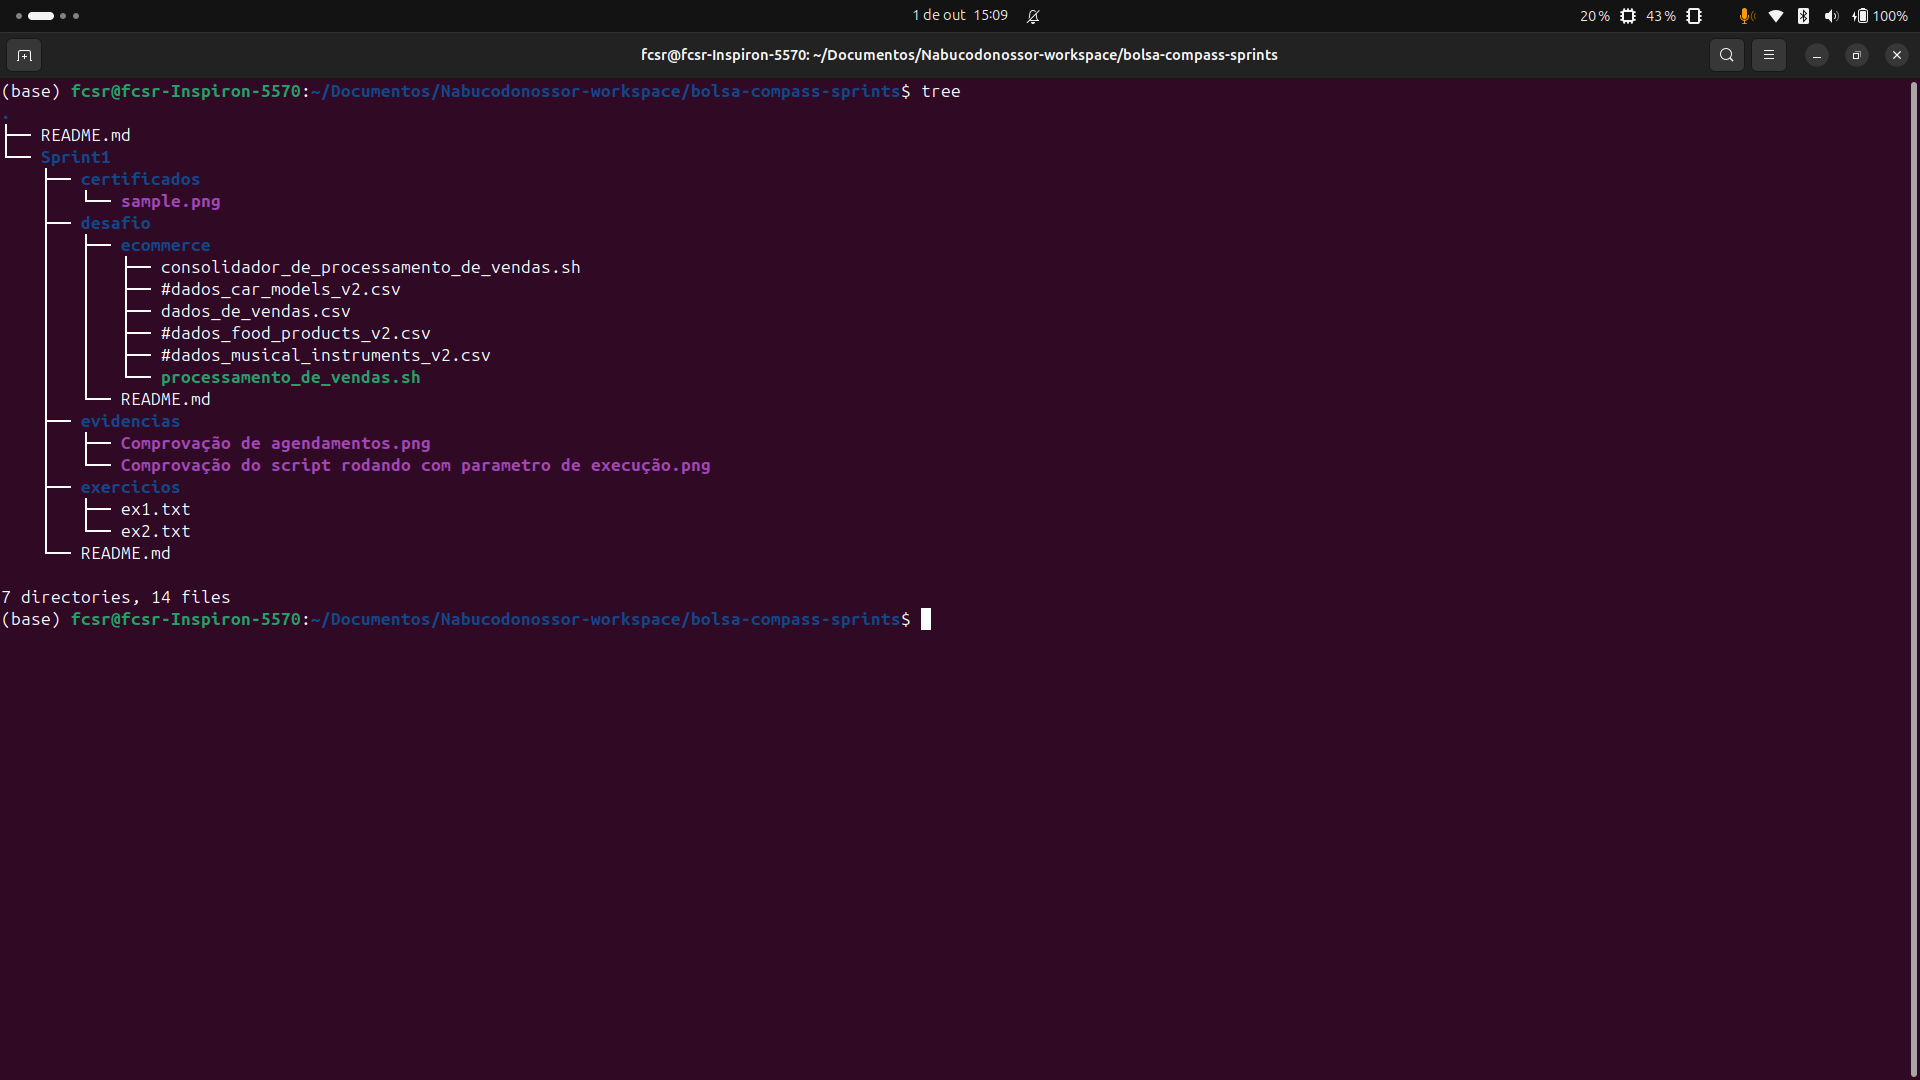 1 de out 15:09
20 % 43 % 100%
fcsr@fcsr-Inspiron-5570: ~/Documentos/Nabucodonossor-workspace/bolsa-compass-sprints
(base) fcsr@fcsr-Inspiron-5570:~/Documentos/Nabucodonossor-workspace/bolsa-compass-sprints$ tree
.
├── README.md
└── Sprint1
    ├── certificados
    │   └── sample.png
    ├── desafio
    │   ├── ecommerce
    │   │   ├── consolidador_de_processamento_de_vendas.sh
    │   │   ├── #dados_car_models_v2.csv
    │   │   ├── dados_de_vendas.csv
    │   │   ├── #dados_food_products_v2.csv
    │   │   ├── #dados_musical_instruments_v2.csv
    │   │   └── processamento_de_vendas.sh
    │   └── README.md
    ├── evidencias
    │   ├── Comprovação de agendamentos.png
    │   └── Comprovação do script rodando com parametro de execução.png
    ├── exercicios
    │   ├── ex1.txt
    │   └── ex2.txt
    └── README.md
7 directories, 14 files
(base) fcsr@fcsr-Inspiron-5570:~/Documentos/Nabucodonossor-workspace/bolsa-compass-sprints$